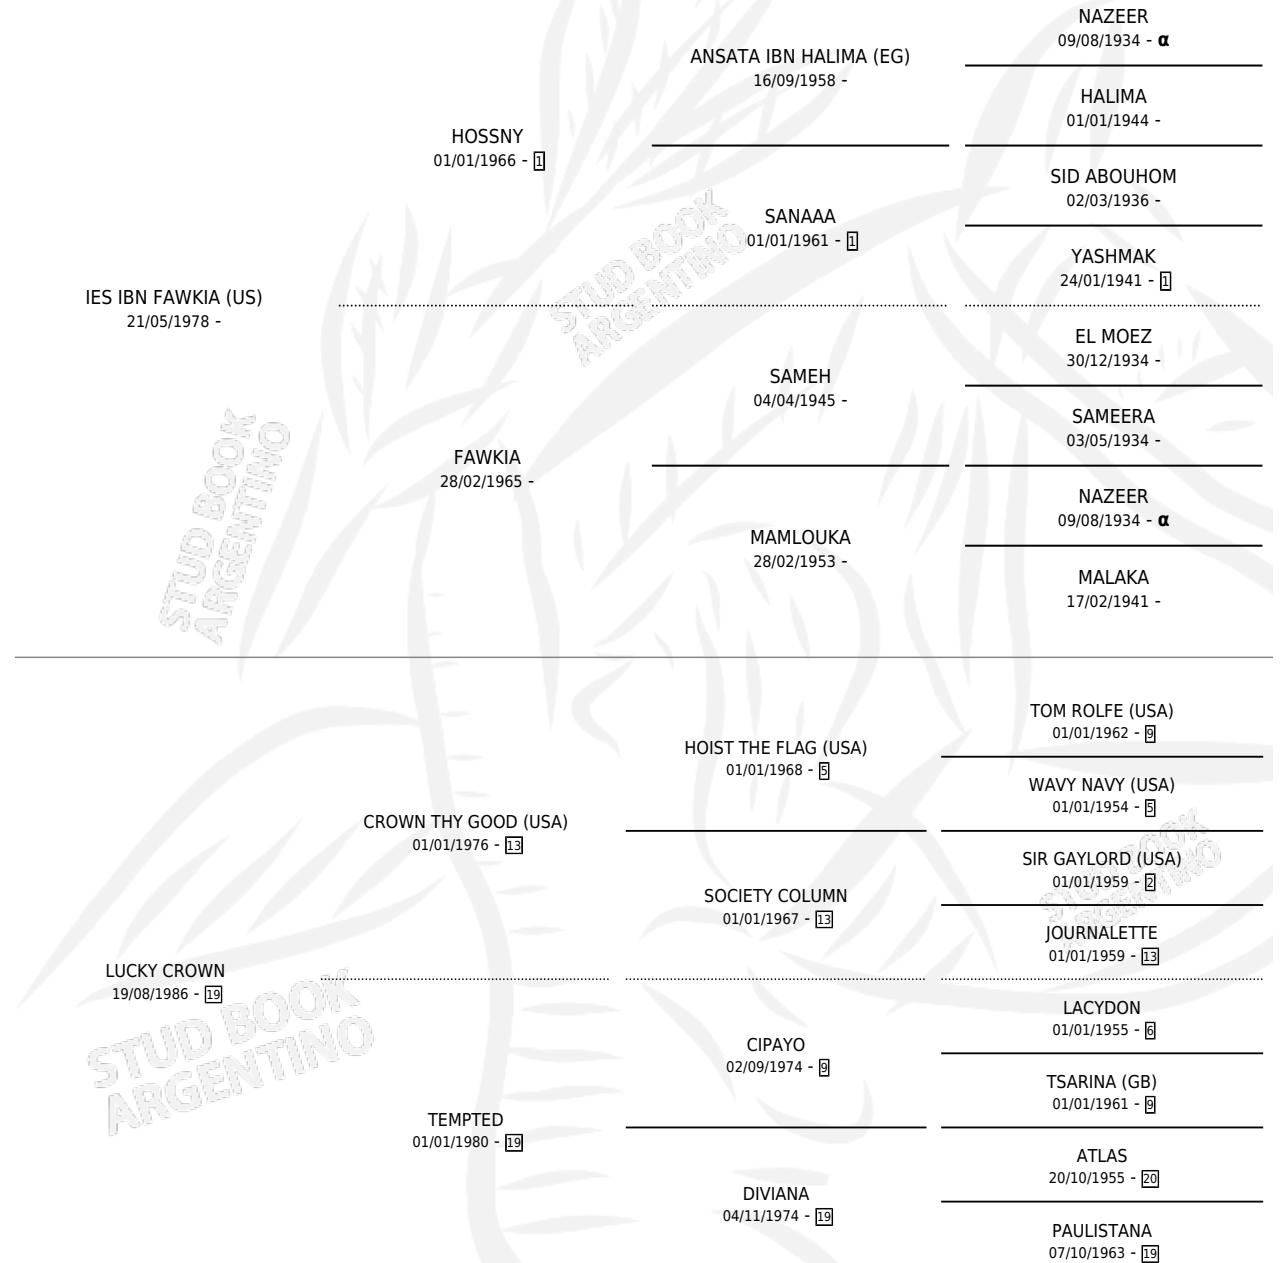 NAZEER
09/08/1934 - α
ANSATA IBN HALIMA (EG)
16/09/1958 -
HALIMA
01/01/1944 -
HOSSNY
01/01/1966 - 1
SID ABOUHOM
02/03/1936 -
SANAAA
01/01/1961 - 1
YASHMAK
24/01/1941 - 1
IES IBN FAWKIA (US)
21/05/1978 -
EL MOEZ
30/12/1934 -
SAMEH
04/04/1945 -
SAMEERA
03/05/1934 -
FAWKIA
28/02/1965 -
NAZEER
09/08/1934 - α
MAMLOUKA
28/02/1953 -
MALAKA
17/02/1941 -
STUD BOOK
ARGENTINO
STUD BOOK
ARGENTINO
TOM ROLFE (USA)
01/01/1962 - 9
HOIST THE FLAG (USA)
01/01/1968 - 5
WAVY NAVY (USA)
01/01/1954 - 5
CROWN THY GOOD (USA)
01/01/1976 - 13
SIR GAYLORD (USA)
01/01/1959 - 2
SOCIETY COLUMN
01/01/1967 - 13
JOURNALETTE
01/01/1959 - 13
LUCKY CROWN
19/08/1986 - 19
LACYDON
01/01/1955 - 6
CIPAYO
02/09/1974 - 9
TSARINA (GB)
01/01/1961 - 9
TEMPTED
01/01/1980 - 19
ATLAS
20/10/1955 - 20
DIVIANA
04/11/1974 - 19
PAULISTANA
07/10/1963 - 19
STUD BOOK
ARGENTINO
STUD BOOK
ARGENTINO